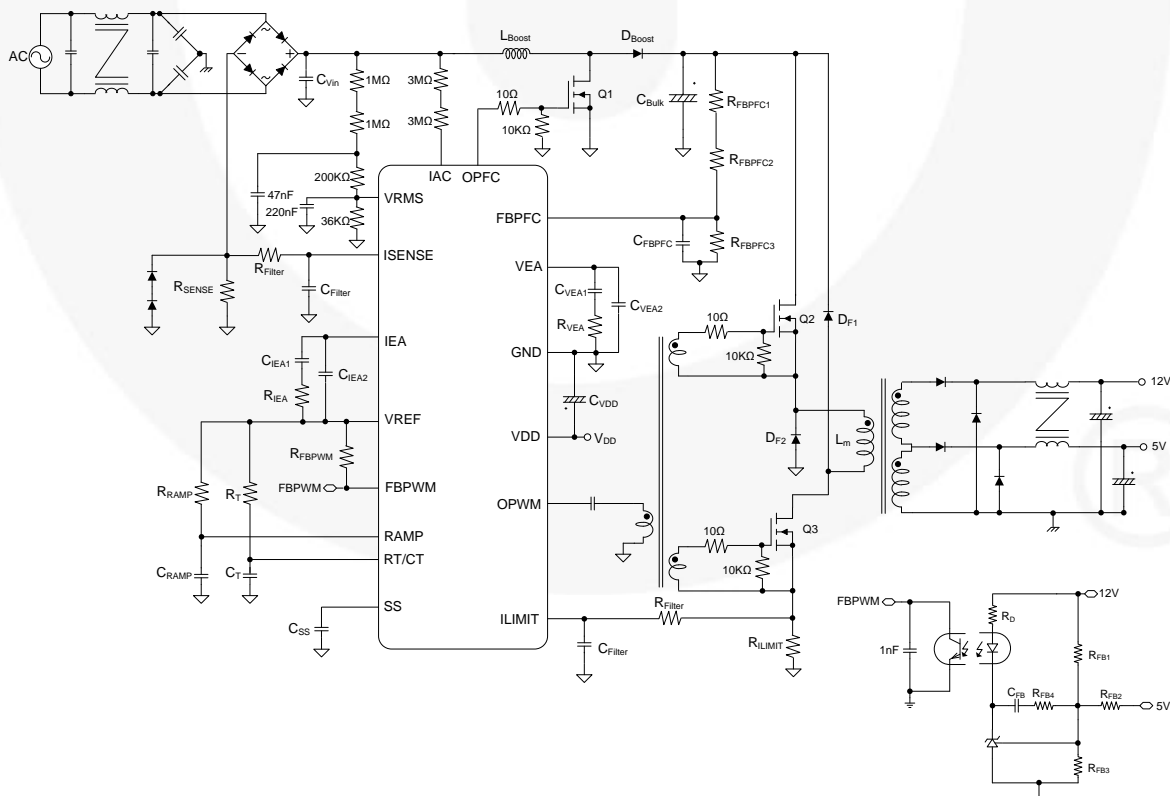 AC
C_Vin
1MΩ
1MΩ
3MΩ
3MΩ
L_Boost
D_Boost
10Ω
10KΩ
Q1
C_Bulk
R_FBPFC1
R_FBPFC2
47nF
220nF
200KΩ
36KΩ
IAC
OPFC
VRMS
FBPFC
C_FBPFC
R_FBPFC3
ISENSE
R_Filter
C_Filter
R_SENSE
VEA
C_VEA1
C_VEA2
R_VEA
IEA
C_IEA1
C_IEA2
R_IEA
GND
C_VDD
VREF
VDD
V_DD
R_FBPWM
FBPWM
FBPWM
R_RAMP
R_T
OPWM
RAMP
RT/CT
C_RAMP
C_T
SS
C_SS
ILIMIT
R_Filter
C_Filter
R_ILIMIT
10Ω
10KΩ
Q2
D_F1
D_F2
L_m
10Ω
10KΩ
Q3
12V
5V
FBPWM
1nF
R_D
12V
R_FB1
C_FB
R_FB4
R_FB2
5V
R_FB3
®